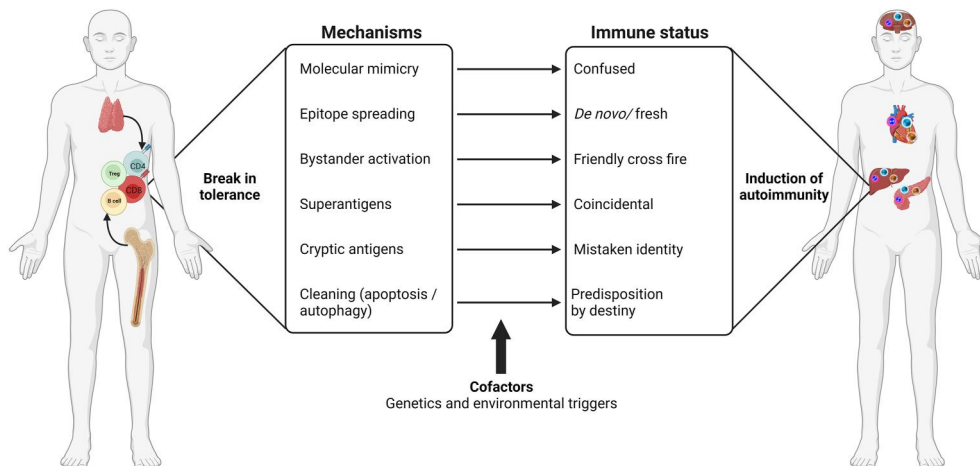 Mechanisms
Immune status
Molecular mimicry
Confused
Epitope spreading
De novo/ fresh
Bystander activation
Friendly cross fire
Superantigens
Coincidental
Cryptic antigens
Mistaken identity
Cleaning (apoptosis /
autophagy)
Predisposition
by destiny
CD4
Treg
CD8
B cell
Break in
tolerance
Induction of
autoimmunity
Cofactors
Genetics and environmental triggers